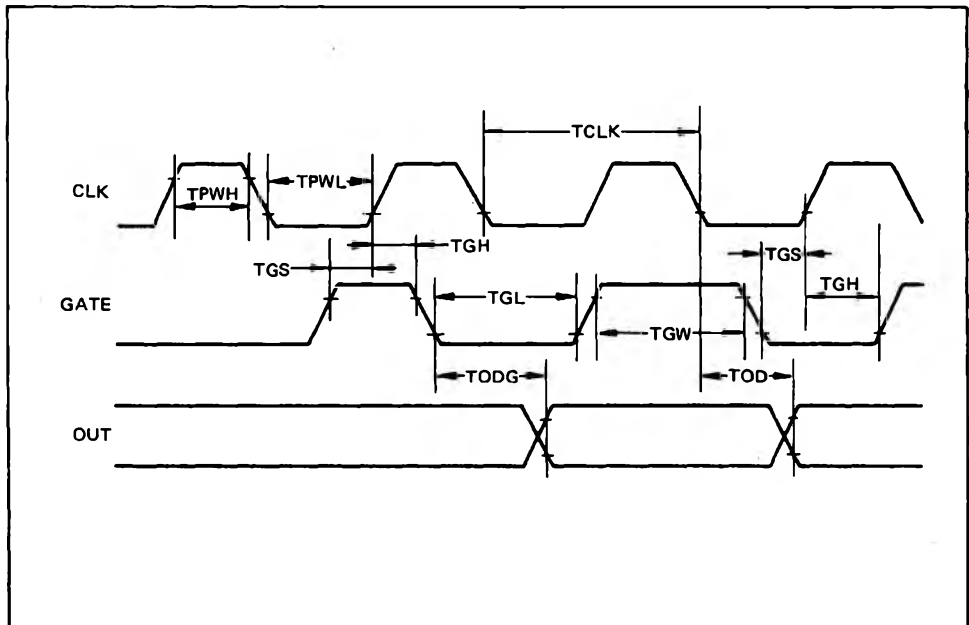 TCLK
CLK
TPWH
TPWL
TGH
TGS
TGS
TGH
GATE
TGL
TGW
TODG
TOD
OUT